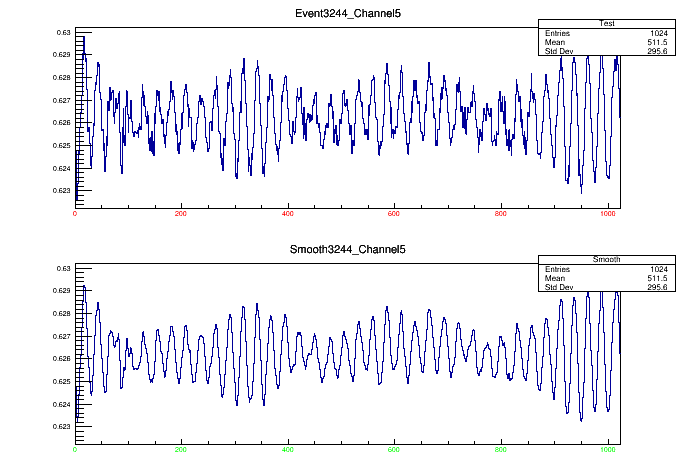 Event3244_Channel5
Test
Entries 1024
Mean 511.5
Std Dev 295.6
0.63
0.629
0.628
0.627
0.626
0.625
0.624
0.623
0 200 400 600 800 1000
Smooth3244_Channel5
Smooth
Entries 1024
Mean 511.5
Std Dev 295.6
0.63
0.629
0.628
0.627
0.626
0.625
0.624
0.623
0 200 400 600 800 1000